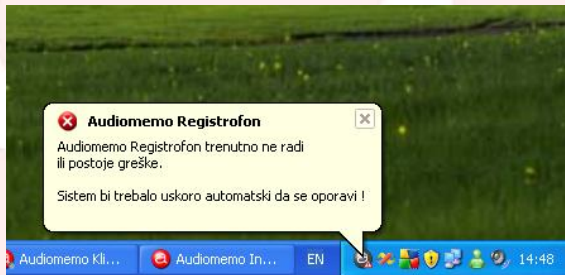 Audiomemo Registrofon
Audiomemo Registrofon trenutno ne radi
ili postoje greške.
Sistem bi trebalo uskoro automatski da se oporavi !
Audiomemo Kli...
Audiomemo In...
EN
14:48